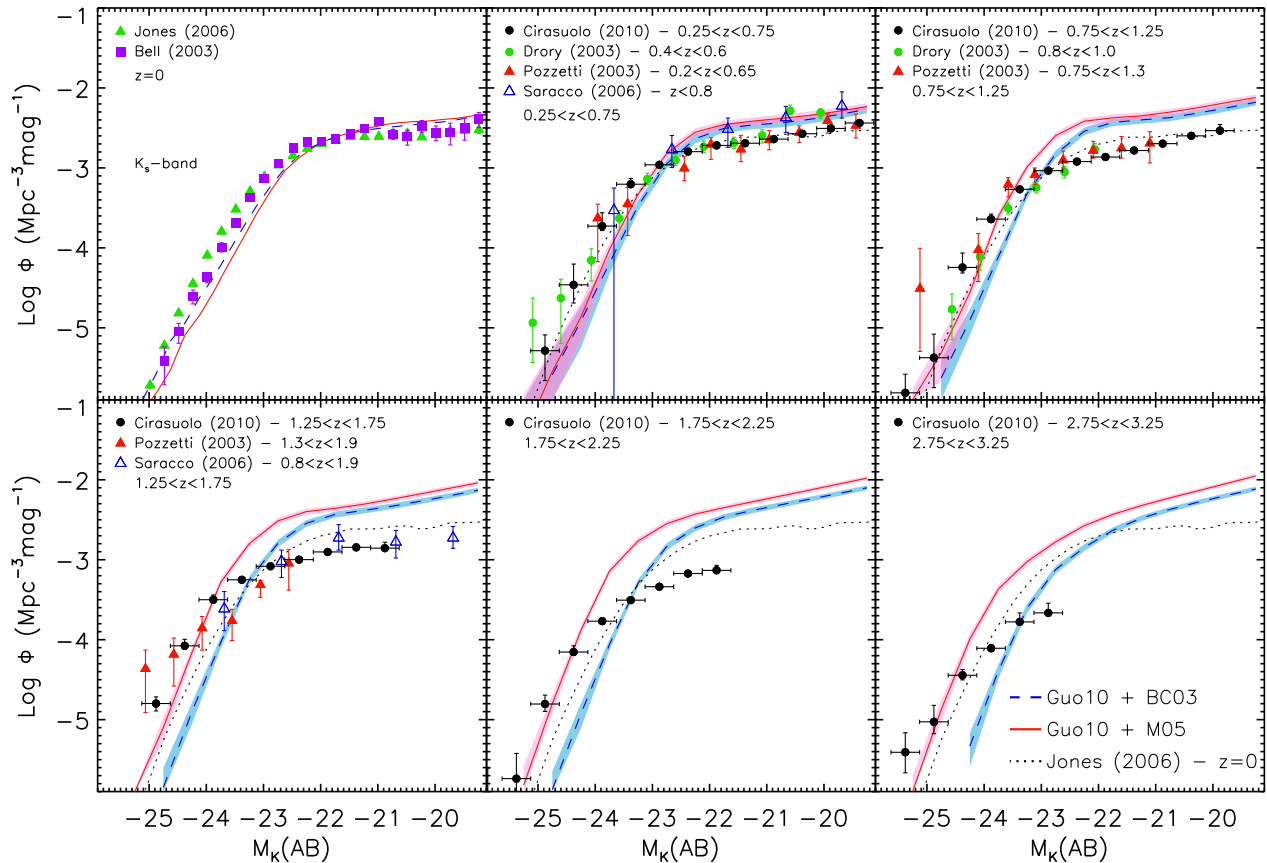 Jones (2006)
Bell (2003)
z=0
Ks−band
Cirasuolo (2010) − 0.25<z<0.75
Drory (2003) − 0.4<z<0.6
Pozzetti (2003) − 0.2<z<0.65
Saracco (2006) − z<0.8
0.25<z<0.75
Cirasuolo (2010) − 0.75<z<1.25
Drory (2003) − 0.8<z<1.0
Pozzetti (2003) − 0.75<z<1.3
0.75<z<1.25
−1
−2
−3
−4
−5
Log Φ (Mpc⁻³mag⁻¹)
Cirasuolo (2010) − 1.25<z<1.75
Pozzetti (2003) − 1.3<z<1.9
Saracco (2006) − 0.8<z<1.9
1.25<z<1.75
Cirasuolo (2010) − 1.75<z<2.25
1.75<z<2.25
Cirasuolo (2010) − 2.75<z<3.25
2.75<z<3.25
Guo10 + BC03
Guo10 + M05
Jones (2006) − z=0
−1
−2
−3
−4
−5
Log Φ (Mpc⁻³mag⁻¹)
−25 −24 −23 −22 −21 −20
−25 −24 −23 −22 −21 −20
−25 −24 −23 −22 −21 −20
MK(AB)
MK(AB)
MK(AB)